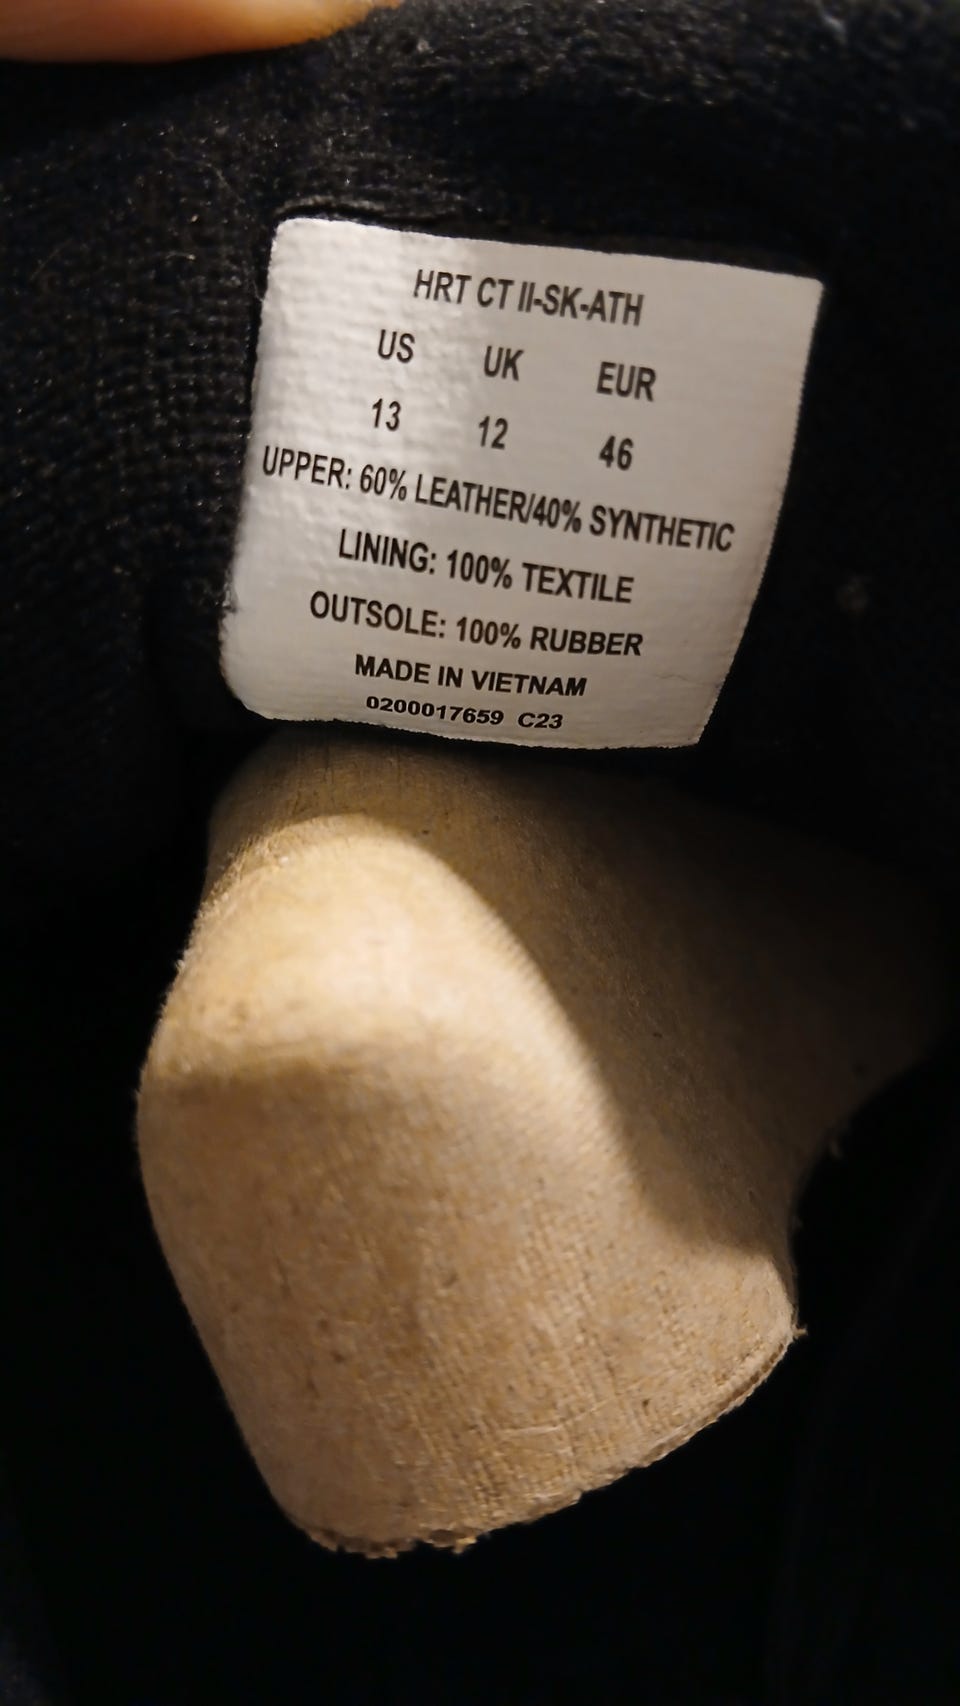 HRT CT II-SK-ATH
US UK EUR
13 12 46
UPPER: 60% LEATHER/40% SYNTHETIC
LINING: 100% TEXTILE
OUTSOLE: 100% RUBBER
MADE IN VIETNAM
0200017659 C23